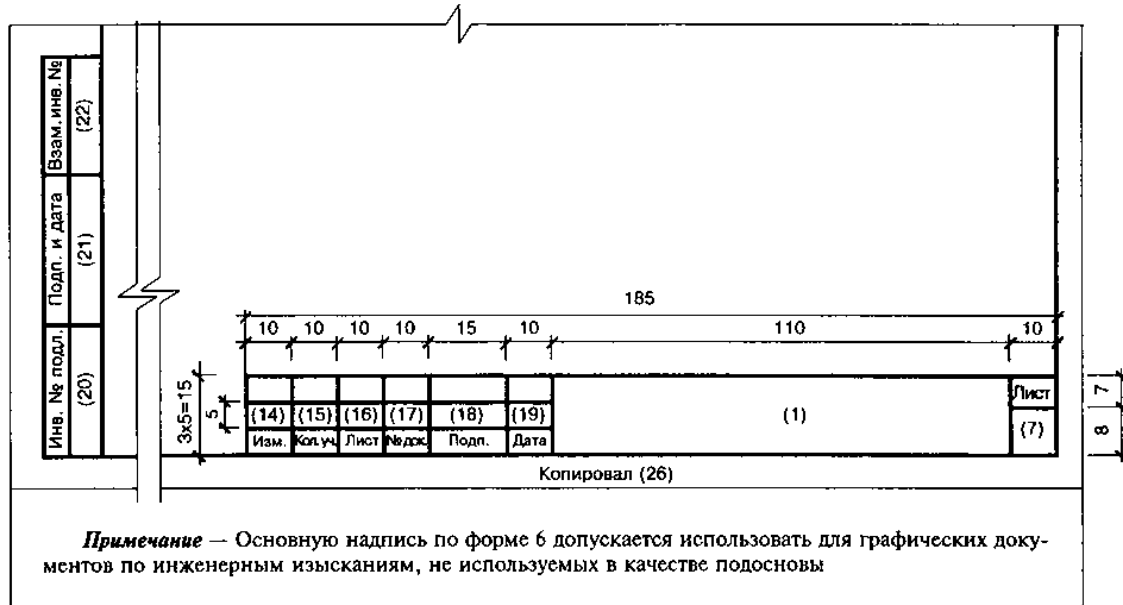 Взам.инв.№
(22)
Подп. и дата
(21)
Инв. № подл.
(20)
185
10 10 10 10 15 10 110 10
3х5=15
5
(14) (15) (16) (17) (18) (19)
Изм. Кол.уч. Лист №док. Подп. Дата
(1)
Лист
(7)
7
8
Копировал (26)
Примечание — Основную надпись по форме 6 допускается использовать для графических доку-
ментов по инженерным изысканиям, не используемых в качестве подосновы